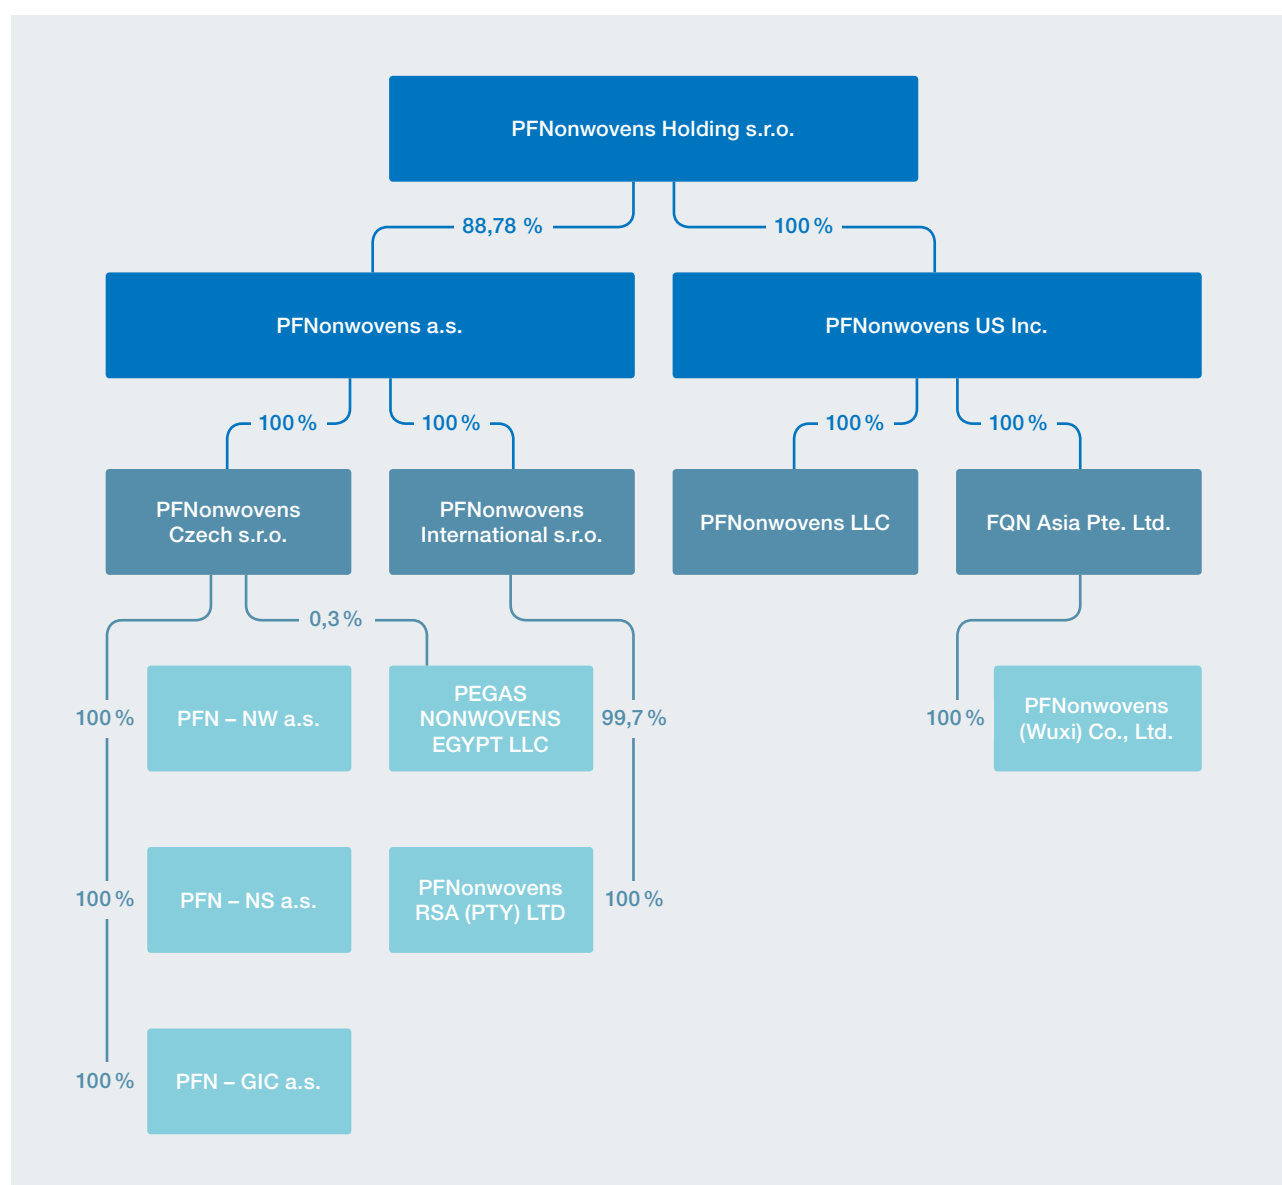 PFNonwovens Holding s.r.o.
88,78 %
100 %
PFNonwovens a.s.
PFNonwovens US Inc.
100 %
100 %
100 %
100 %
PFNonwovens
Czech s.r.o.
PFNonwovens
International s.r.o.
PFNonwovens LLC
FQN Asia Pte. Ltd.
0,3 %
100 %
PFN – NW a.s.
PEGAS
NONWOVENS
EGYPT LLC
99,7 %
100 %
PFNonwovens
(Wuxi) Co., Ltd.
100 %
PFN – NS a.s.
PFNonwovens
RSA (PTY) LTD
100 %
100 %
PFN – GIC a.s.